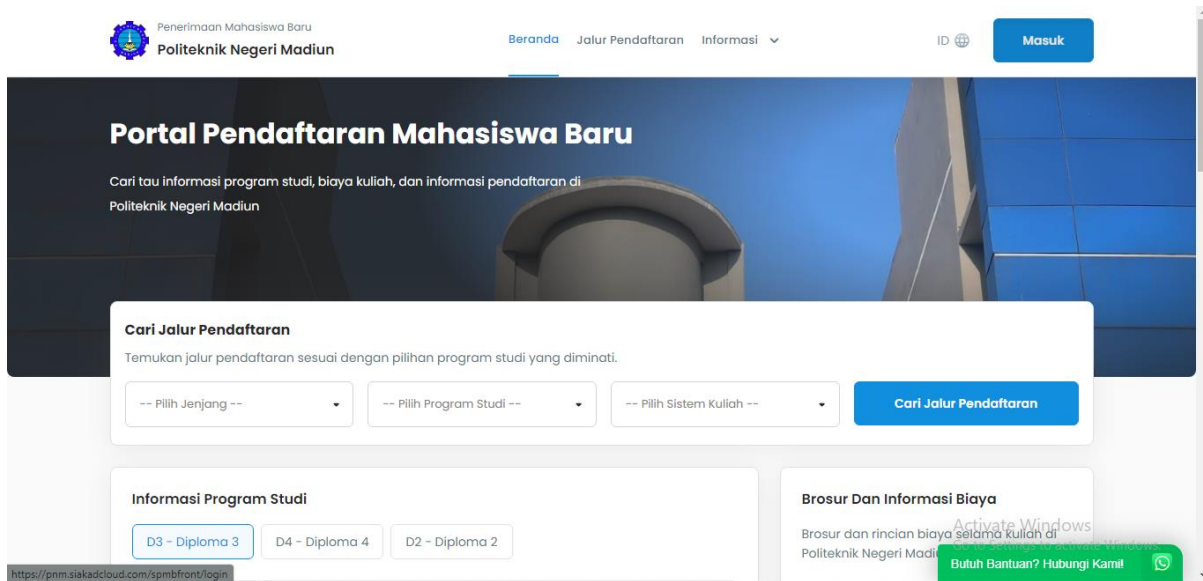 Penerimaan Mahasiswa Baru
Politeknik Negeri Madiun
Beranda Jalur Pendaftaran Informasi
ID
Masuk
Portal Pendaftaran Mahasiswa Baru
Cari tau informasi program studi, biaya kuliah, dan informasi pendaftaran di
Politeknik Negeri Madiun
Cari Jalur Pendaftaran
Temukan jalur pendaftaran sesuai dengan pilihan program studi yang diminati.
-- Pilih Jenjang -- -- Pilih Program Studi -- -- Pilih Sistem Kuliah -- Cari Jalur Pendaftaran
Informasi Program Studi
D3 - Diploma 3 D4 - Diploma 4 D2 - Diploma 2
Brosur Dan Informasi Biaya
Brosur dan rincian biaya selama kuliah di
Politeknik Negeri Madi
Activate Windows
Go to Settings to activate Windows.
Butuh Bantuan? Hubungi Kami!
https://pnm.siakadcloud.com/spmbfront/login